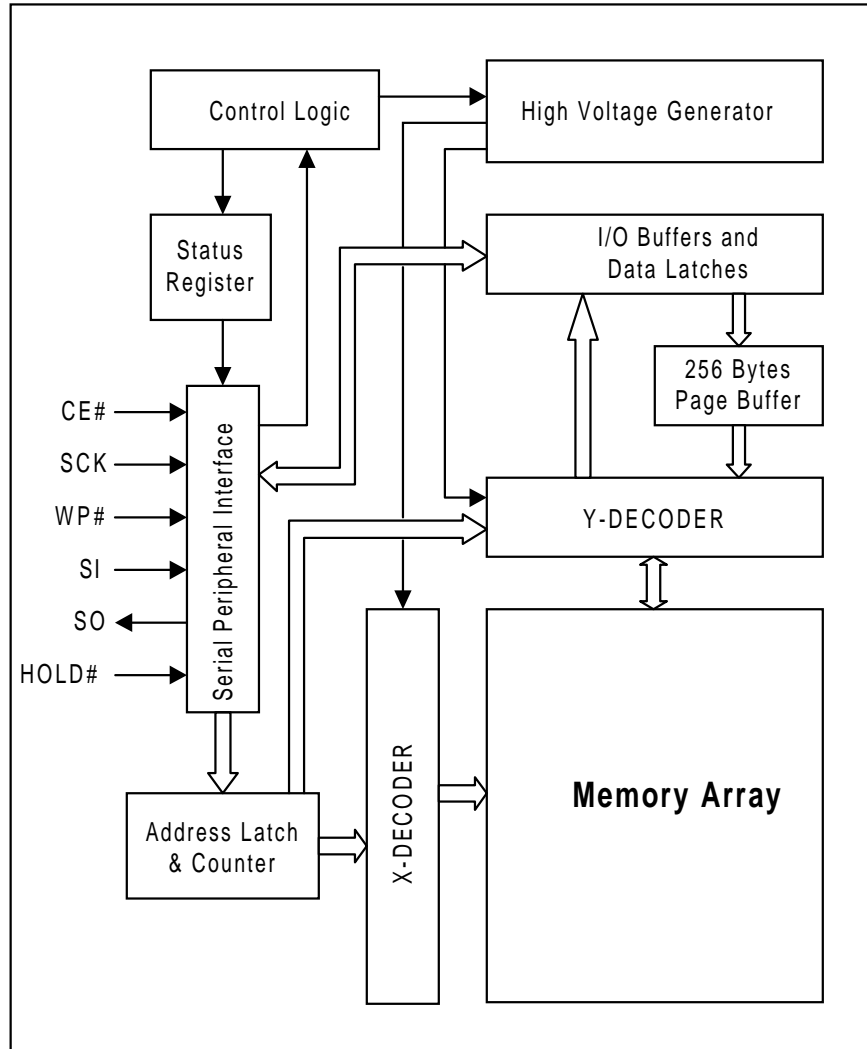 Control Logic
High Voltage Generator
Status
Register
I/O Buffers and
Data Latches
256 Bytes
Page Buffer
CE#
SCK
WP#
SI
SO
HOLD#
Serial Peripheral Interface
Y-DECODER
Address Latch
& Counter
X-DECODER
Memory Array